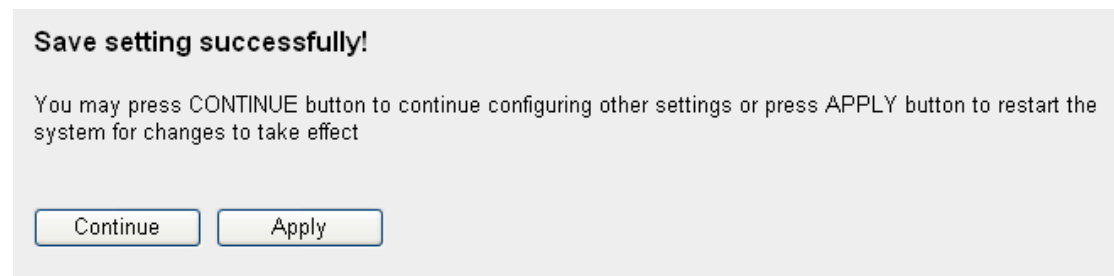 Save setting successfully!
You may press CONTINUE button to continue configuring other settings or press APPLY button to restart the
system for changes to take effect
Continue
Apply